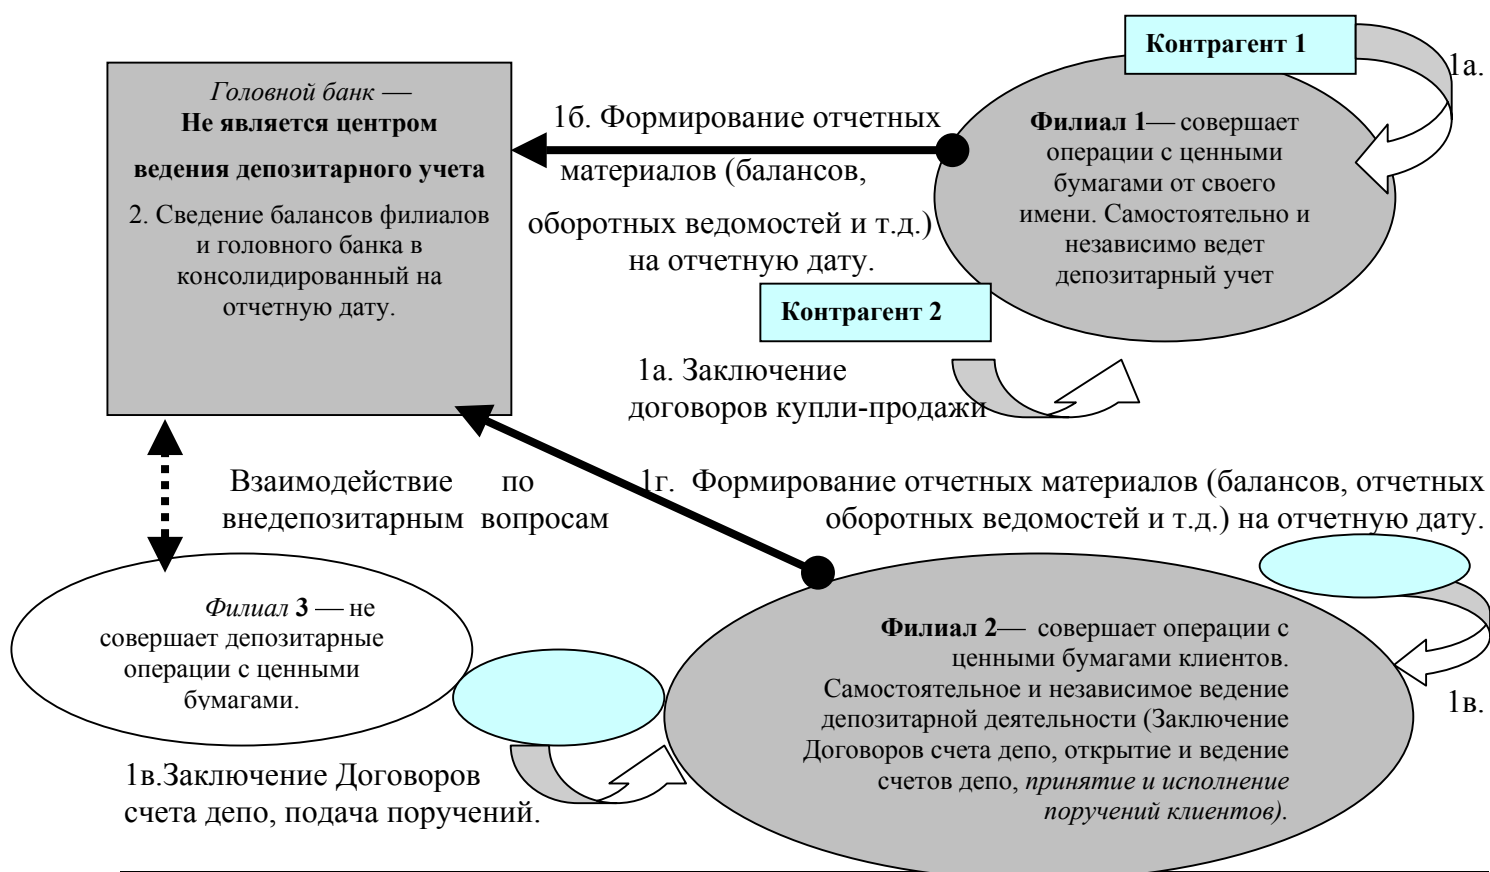 Контрагент 1
1а.
Головной банк —
Не является центром
ведения депозитарного учета
2. Сведение балансов филиалов
и головного банка в
консолидированный на
отчетную дату.
1б. Формирование отчетных
материалов (балансов,
оборотных ведомостей и т.д.)
на отчетную дату.
Филиал 1— совершает
операции с ценными
бумагами от своего
имени. Самостоятельно и
независимо ведет
депозитарный учет
Контрагент 2
1а. Заключение
договоров купли-продажи
Взаимодействие по
внедепозитарным вопросам
1г. Формирование отчетных материалов (балансов, отчетных
оборотных ведомостей и т.д.) на отчетную дату.
Филиал 3 — не
совершает депозитарные
операции с ценными
бумагами.
Филиал 2— совершает операции с
ценными бумагами клиентов.
Самостоятельное и независимое ведение
депозитарной деятельности (Заключение
Договоров счета депо, открытие и ведение
счетов депо, принятие и исполнение
поручений клиентов).
1в.
1в.Заключение Договоров
счета депо, подача поручений.